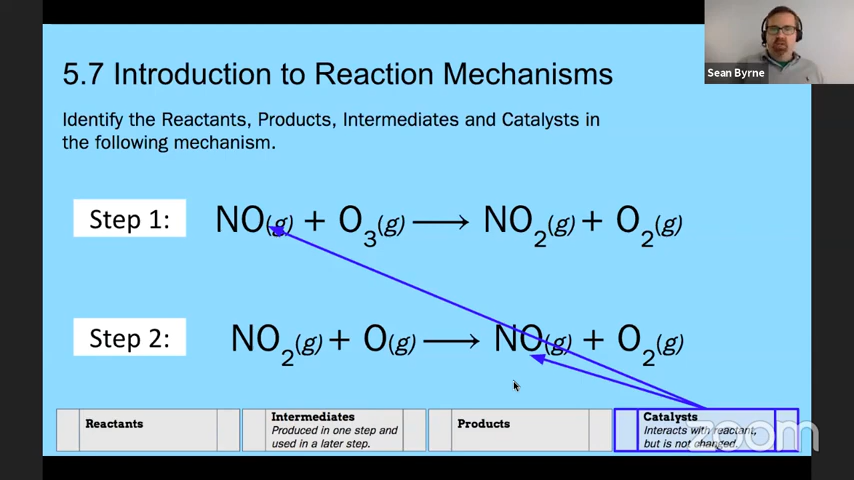 Sean Byrne
5.7 Introduction to Reaction Mechanisms
Identify the Reactants, Products, Intermediates and Catalysts in
the following mechanism.
Step 1: NO(g) + O3(g) ⟶ NO2(g) + O2(g)
Step 2: NO2(g) + O(g) ⟶ NO(g) + O2(g)
Reactants
Intermediates
Produced in one step and
used in a later step.
Products
Catalysts
Interacts with reactant,
but is not changed.
zoom